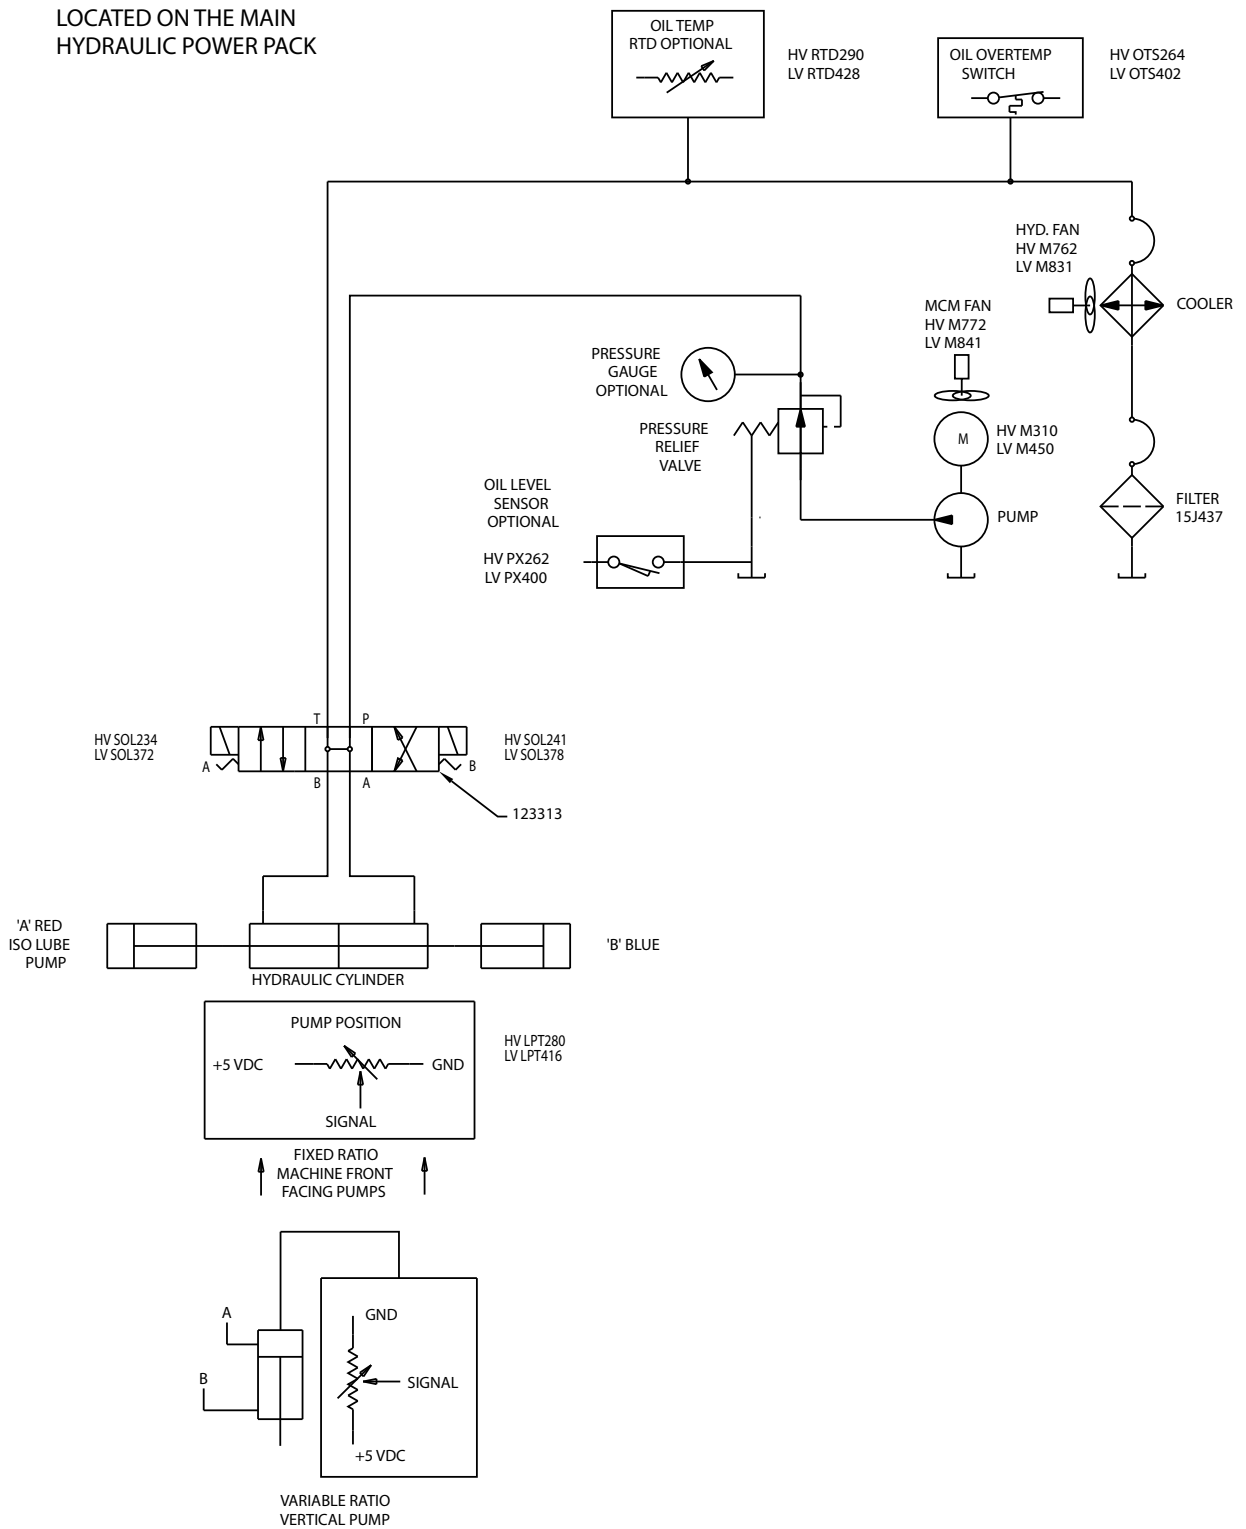 LOCATED ON THE MAIN
HYDRAULIC POWER PACK
OIL TEMP
RTD OPTIONAL
HV RTD290
LV RTD428
OIL OVERTEMP
SWITCH
HV OTS264
LV OTS402
HYD. FAN
HV M762
LV M831
COOLER
MCM FAN
HV M772
LV M841
PRESSURE
GAUGE
OPTIONAL
PRESSURE
RELIEF
VALVE
M
HV M310
LV M450
OIL LEVEL
SENSOR
OPTIONAL
HV PX262
LV PX400
PUMP
FILTER
15J437
T
P
HV SOL234
LV SOL372
HV SOL241
LV SOL378
A
B
B
A
123313
'A' RED
ISO LUBE
PUMP
'B' BLUE
HYDRAULIC CYLINDER
PUMP POSITION
+5 VDC
GND
SIGNAL
HV LPT280
LV LPT416
FIXED RATIO
MACHINE FRONT
FACING PUMPS
A
B
GND
SIGNAL
+5 VDC
VARIABLE RATIO
VERTICAL PUMP